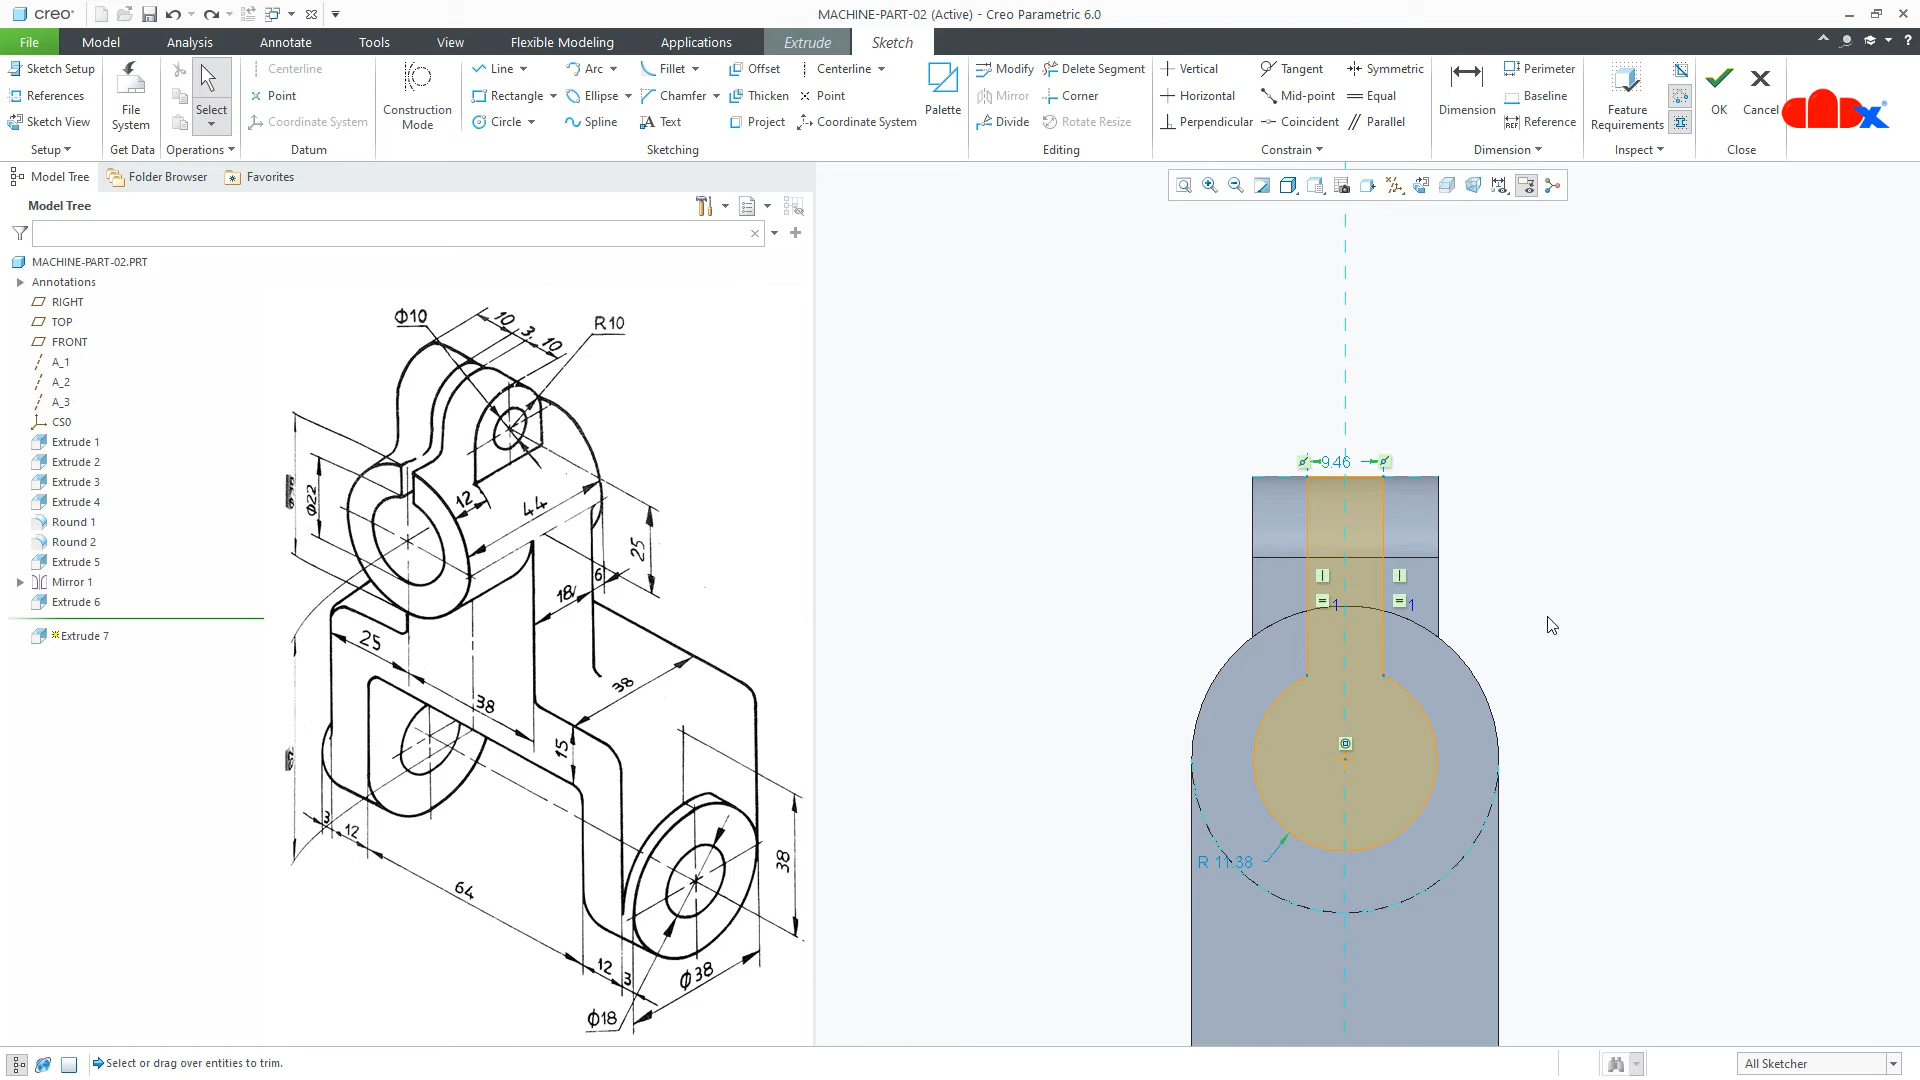 creo®
MACHINE-PART-02 (Active) - Creo Parametric 6.0
File Model Analysis Annotate Tools View Flexible Modeling Applications Extrude Sketch
Sketch Setup
References
Sketch View
Setup
File System
Get Data
Select
Operations
Centerline
Point
Coordinate System
Datum
Construction Mode
Line Arc Fillet Offset Centerline
Rectangle Ellipse Chamfer Thicken Point
Circle Spline Text Project Coordinate System
Palette
Sketching
Modify Delete Segment
Mirror Corner
Divide Rotate Resize
Editing
Vertical Tangent Symmetric
Horizontal Mid-point Equal
Perpendicular Coincident Parallel
Constrain
Dimension
Perimeter
Baseline
Reference
Dimension
Feature Requirements
Inspect
OK Cancel
Close
Model Tree Folder Browser Favorites
Model Tree
MACHINE-PART-02.PRT
Annotations
RIGHT
TOP
FRONT
A_1
A_2
A_3
CS0
Extrude 1
Extrude 2
Extrude 3
Extrude 4
Round 1
Round 2
Extrude 5
Mirror 1
Extrude 6
Extrude 7
Φ10
10 3 10
R10
Φ22
12
44
25
6
18
25
38
38
15
3
12
64
38
12
3
Φ38
Φ18
9.46
1 1
R 11.38
Select or drag over entities to trim.
All Sketcher